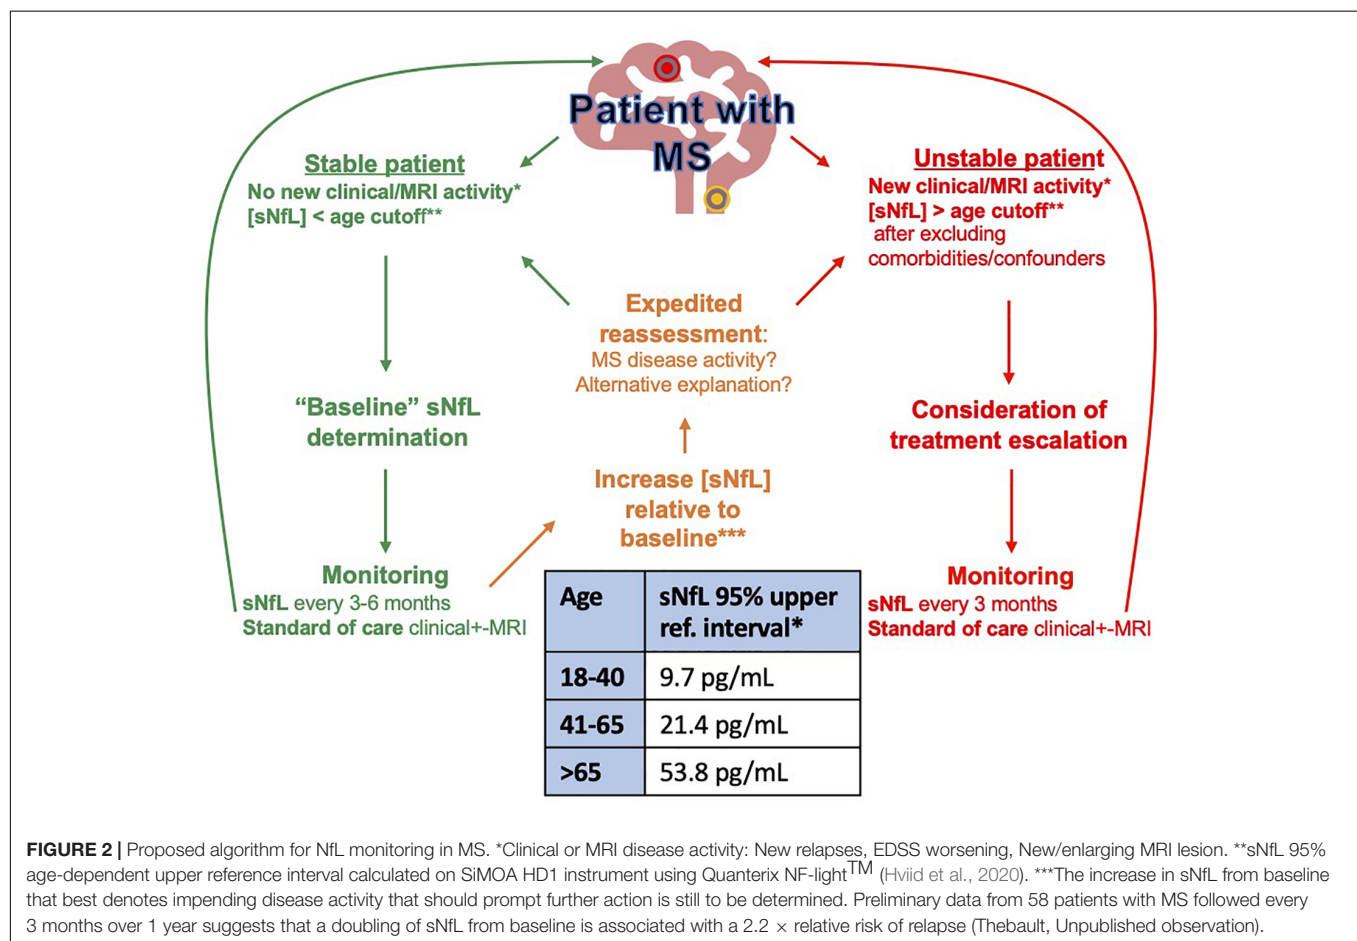 Patient with
MS
Stable patient
No new clinical/MRI activity*
[sNfL] < age cutoff**
“Baseline” sNfL
determination
Monitoring
sNfL every 3-6 months
Standard of care clinical+-MRI
Increase [sNfL]
relative to
baseline***
Expedited
reassessment:
MS disease activity?
Alternative explanation?
Unstable patient
New clinical/MRI activity*
[sNfL] > age cutoff**
after excluding
comorbidities/confounders
Consideration of
treatment escalation
Monitoring
sNfL every 3 months
Standard of care clinical+-MRI
Age sNfL 95% upper
ref. interval*
18-40 9.7 pg/mL
41-65 21.4 pg/mL
>65 53.8 pg/mL
FIGURE 2 | Proposed algorithm for NfL monitoring in MS. *Clinical or MRI disease activity: New relapses, EDSS worsening, New/enlarging MRI lesion. **sNfL 95%
age-dependent upper reference interval calculated on SiMOA HD1 instrument using Quanterix NF-light™ (Hviid et al., 2020). ***The increase in sNfL from baseline
that best denotes impending disease activity that should prompt further action is still to be determined. Preliminary data from 58 patients with MS followed every
3 months over 1 year suggests that a doubling of sNfL from baseline is associated with a 2.2 × relative risk of relapse (Thebault, Unpublished observation).